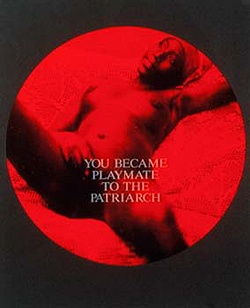 YOU BECAME
PLAYMATE
TO THE
PATRIARCH